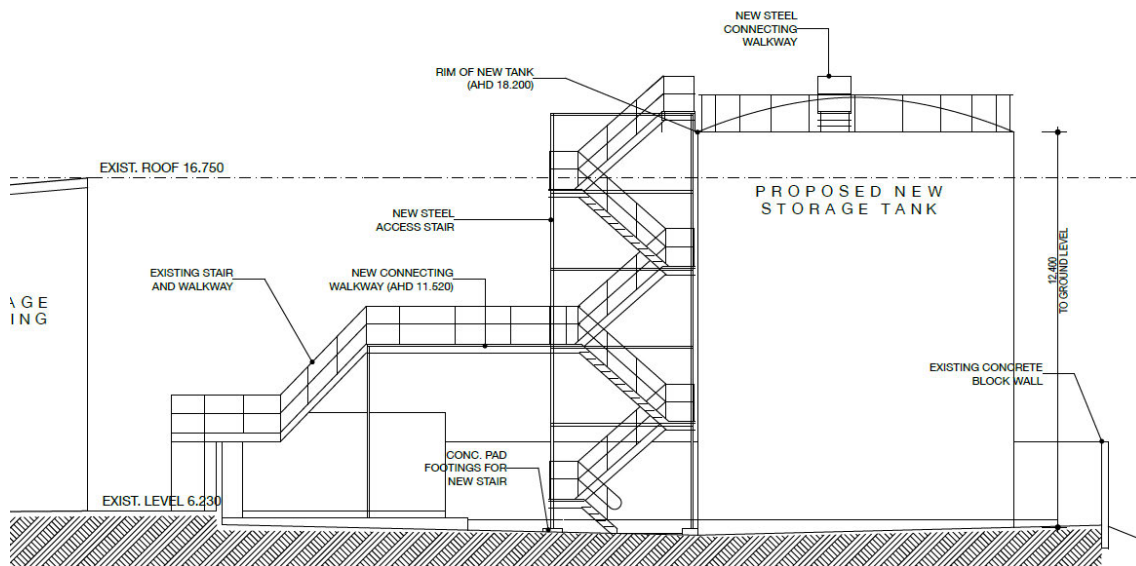 NEW STEEL
CONNECTING
WALKWAY
RIM OF NEW TANK
(AHD 18.200)
EXIST. ROOF 16.750
PROPOSED NEW
STORAGE TANK
NEW STEEL
ACCESS STAIR
EXISTING STAIR
AND WALKWAY
NEW CONNECTING
WALKWAY (AHD 11.520)
12.400
TO GROUND LEVEL
AGE
ING
EXISTING CONCRETE
BLOCK WALL
CONC. PAD
FOOTINGS FOR
NEW STAIR
EXIST. LEVEL 6.230